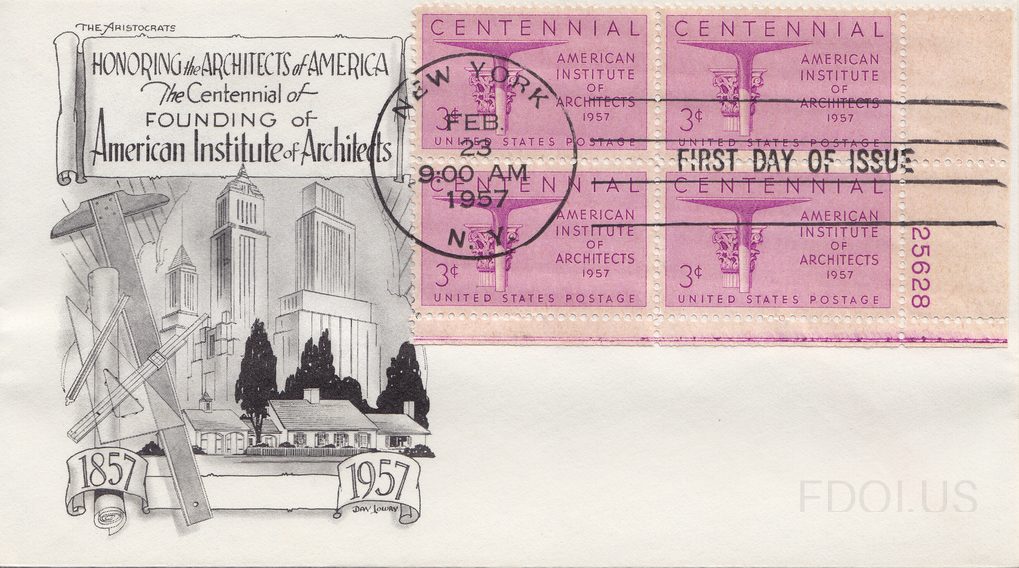 THE ARISTOCRATS
HONORING the ARCHITECTS of AMERICA
The Centennial of
FOUNDING of
American Institute of Architects
1857
1957
DAN LOWRY
NEW YORK
FEB.
23
9:00 AM
1957
N.Y.
FIRST DAY OF ISSUE
CENTENNIAL
AMERICAN
INSTITUTE
OF
ARCHITECTS
1957
3¢
UNITED STATES POSTAGE
CENTENNIAL
AMERICAN
INSTITUTE
OF
ARCHITECTS
1957
3¢
UNITED STATES POSTAGE
CENTENNIAL
AMERICAN
INSTITUTE
OF
ARCHITECTS
1957
3¢
UNITED STATES POSTAGE
CENTENNIAL
AMERICAN
INSTITUTE
OF
ARCHITECTS
1957
3¢
UNITED STATES POSTAGE
25628
FDOI.US